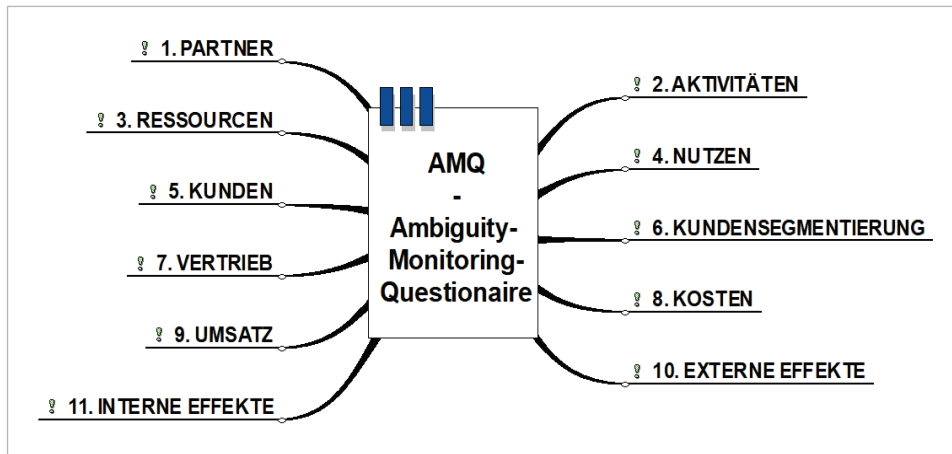 1. PARTNER
2. AKTIVITÄTEN
3. RESSOURCEN
4. NUTZEN
5. KUNDEN
6. KUNDENSEGMENTIERUNG
7. VERTRIEB
8. KOSTEN
9. UMSATZ
10. EXTERNE EFFEKTE
11. INTERNE EFFEKTE
AMQ
-
Ambiguity-
Monitoring-
Questionaire